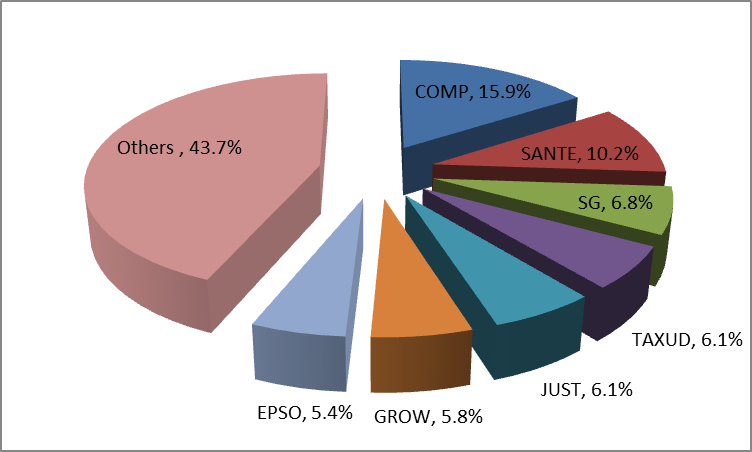 COMP, 15.9%
SANTE, 10.2%
SG, 6.8%
TAXUD, 6.1%
JUST, 6.1%
GROW, 5.8%
EPSO, 5.4%
Others , 43.7%